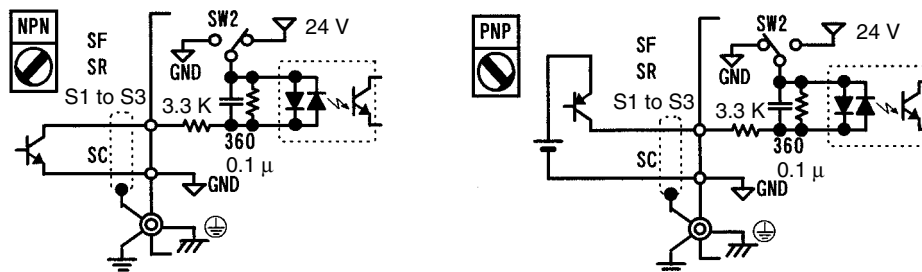 NPN
SF
SR
S1 to S3
SC
SW2
24 V
GND
3.3 K
360
0.1 μ
GND
PNP
SF
SR
S1 to S3
SC
SW2
24 V
GND
3.3 K
360
0.1 μ
GND